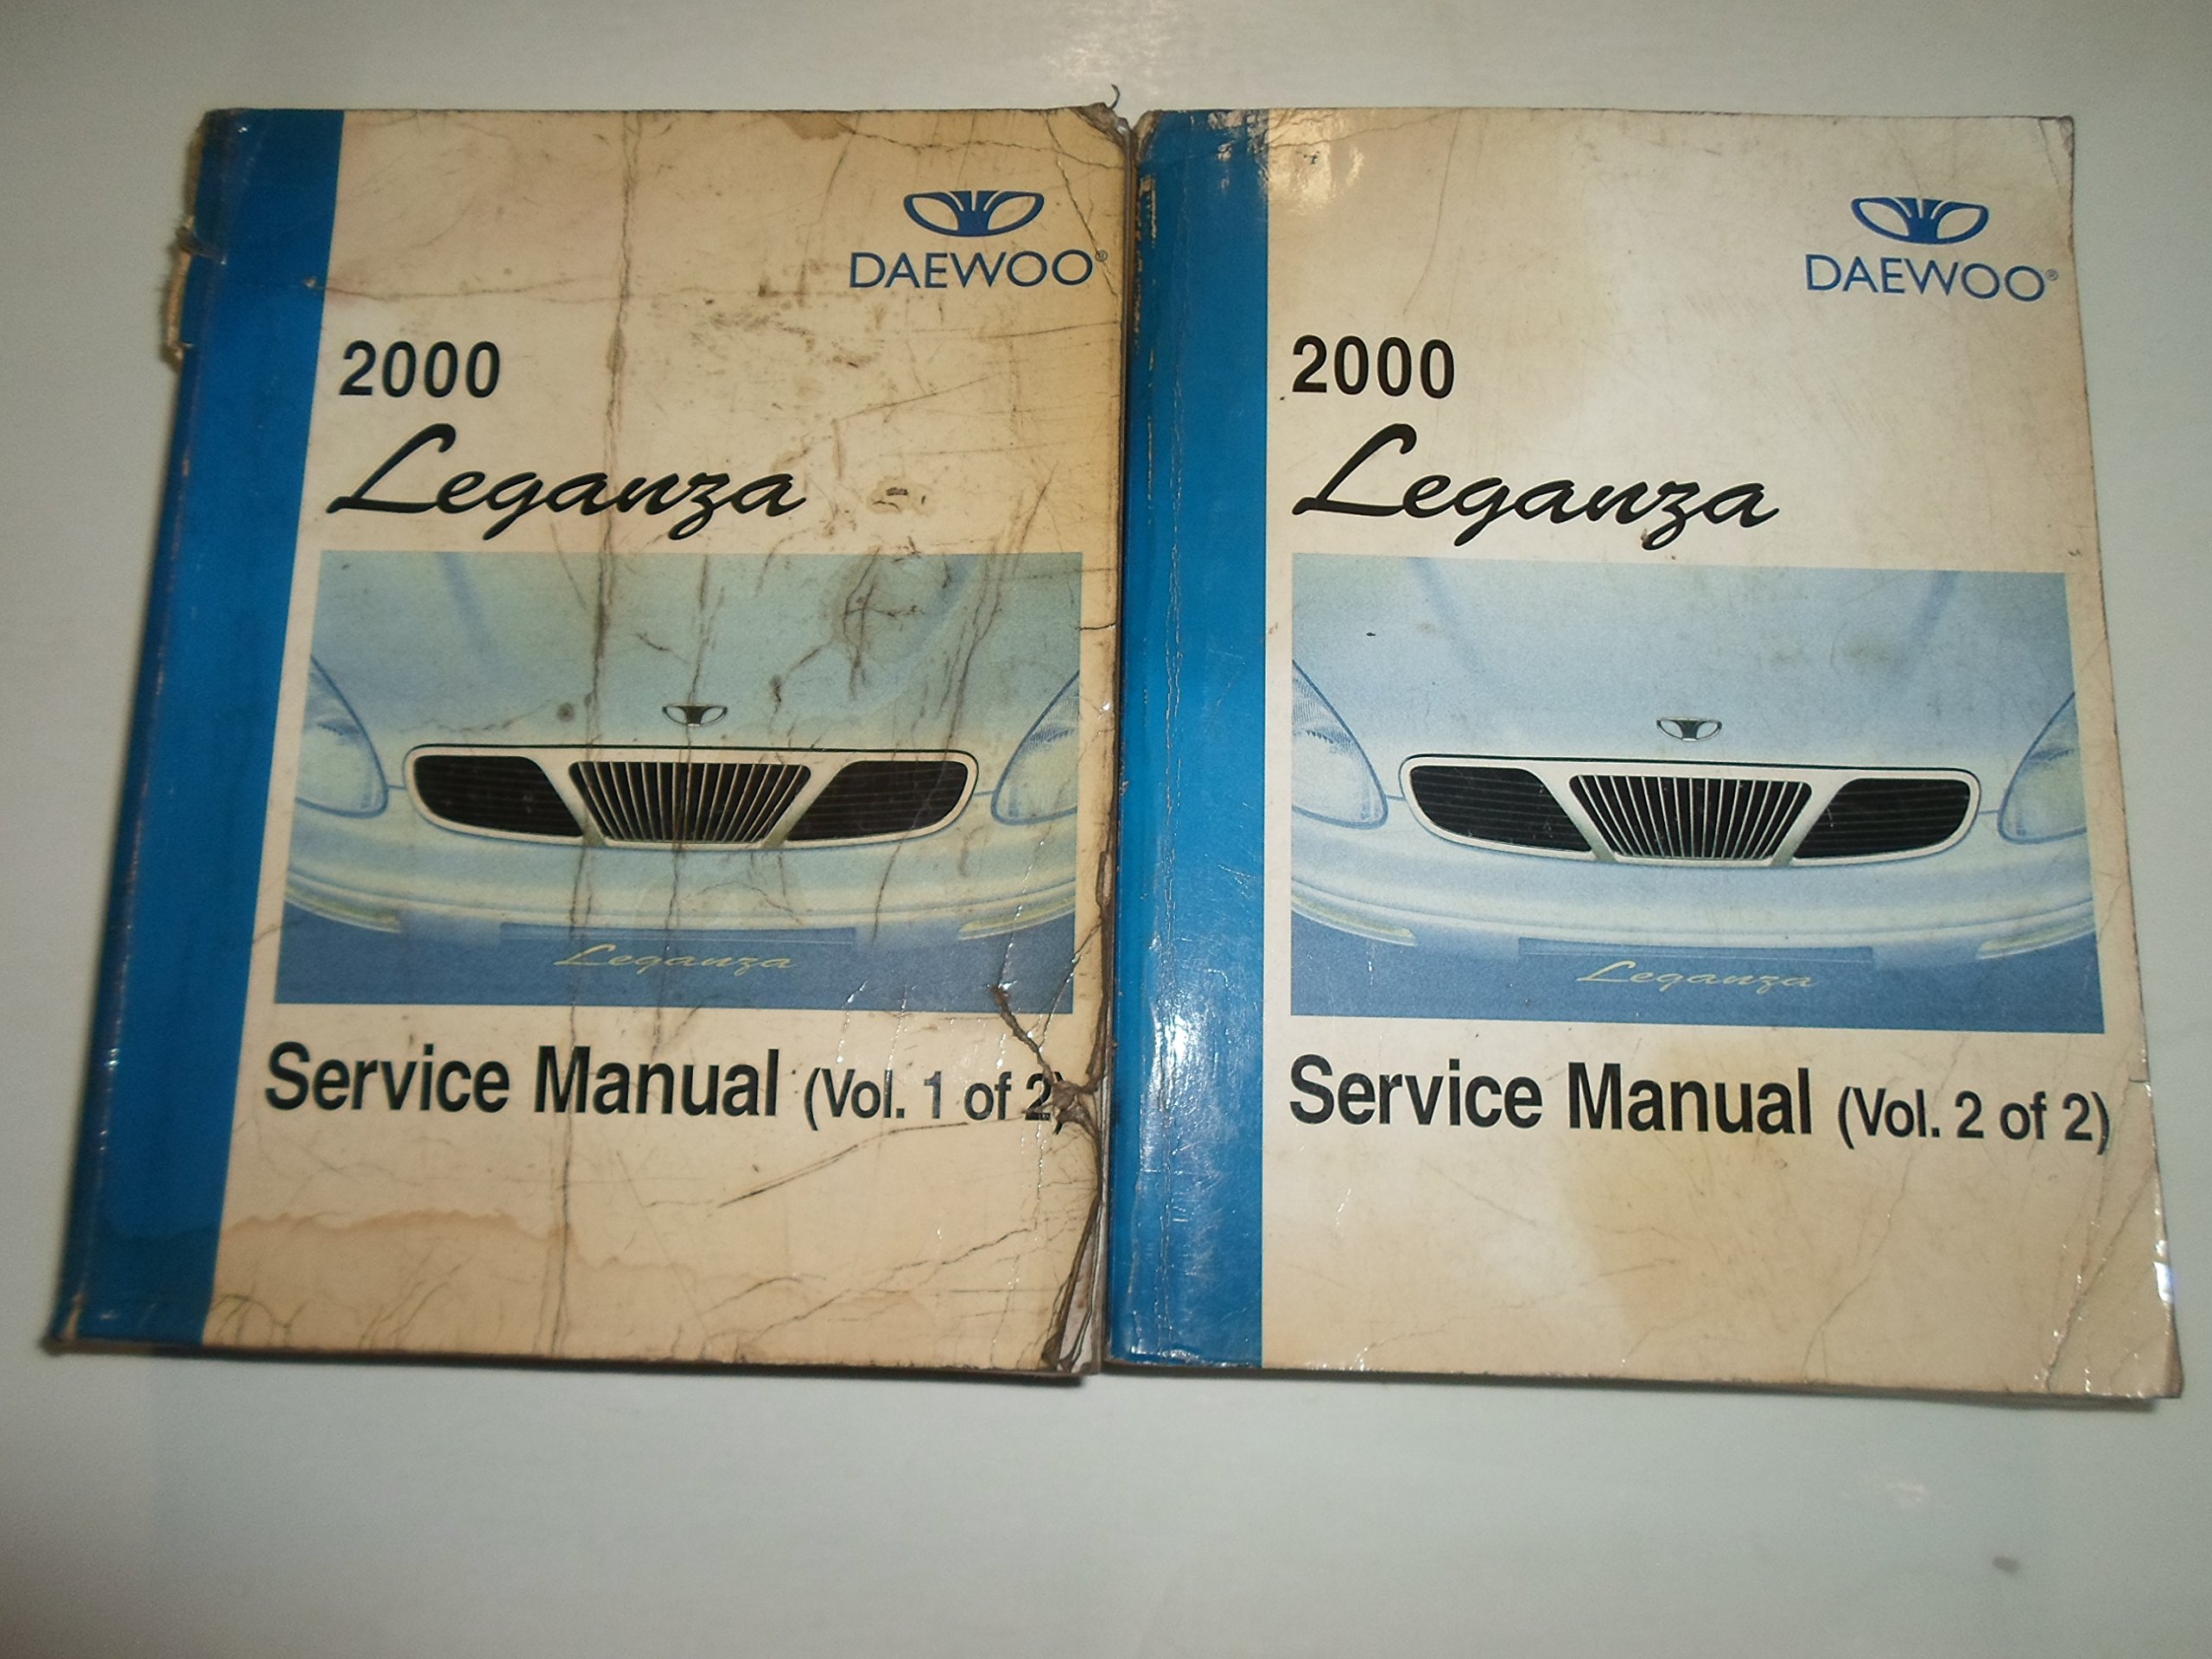 DAEWOO®
2000
Leganza
Leganza
Service Manual (Vol. 1 of 2)
DAEWOO®
2000
Leganza
Leganza
Service Manual (Vol. 2 of 2)